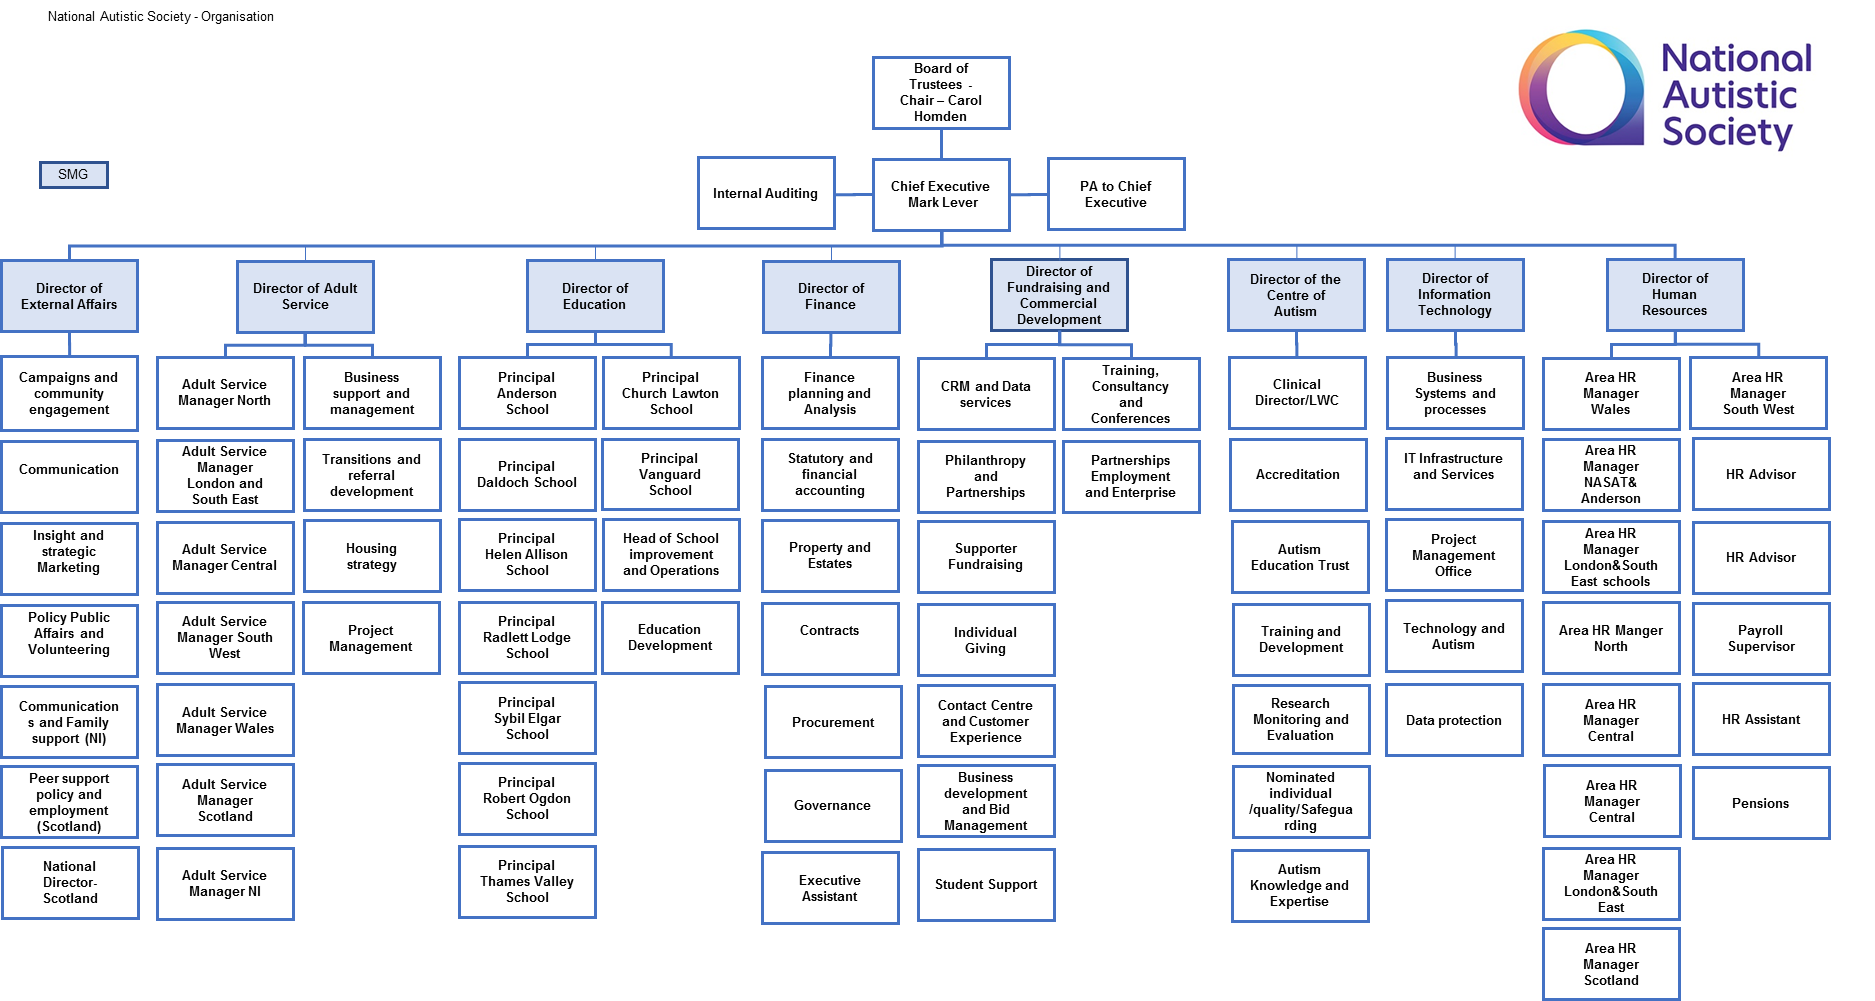 National Autistic Society - Organisation
National
Autistic
Society
SMG
Board of
Trustees -
Chair – Carol
Homden
Internal Auditing
Chief Executive
Mark Lever
PA to Chief
Executive
Director of
External Affairs
Director of Adult
Service
Director of
Education
Director of
Finance
Director of
Fundraising and
Commercial
Development
Director of the
Centre of
Autism
Director of
Information
Technology
Director of
Human
Resources
Campaigns and
community
engagement
Communication
Insight and
strategic
Marketing
Policy Public
Affairs and
Volunteering
Communication
s and Family
support (NI)
Peer support
policy and
employment
(Scotland)
National
Director-
Scotland
Adult Service
Manager North
Adult Service
Manager
London and
South East
Adult Service
Manager Central
Adult Service
Manager South
West
Adult Service
Manager Wales
Adult Service
Manager
Scotland
Adult Service
Manager NI
Business
support and
management
Transitions and
referral
development
Housing
strategy
Project
Management
Principal
Anderson
School
Principal
Daldoch School
Principal
Helen Allison
School
Principal
Radlett Lodge
School
Principal
Sybil Elgar
School
Principal
Robert Ogdon
School
Principal
Thames Valley
School
Principal
Church Lawton
School
Principal
Vanguard
School
Head of School
improvement
and Operations
Education
Development
Finance
planning and
Analysis
Statutory and
financial
accounting
Property and
Estates
Contracts
Procurement
Governance
Executive
Assistant
CRM and Data
services
Philanthropy
and
Partnerships
Supporter
Fundraising
Individual
Giving
Contact Centre
and Customer
Experience
Business
development
and Bid
Management
Student Support
Training,
Consultancy
and
Conferences
Partnerships
Employment
and Enterprise
Clinical
Director/LWC
Accreditation
Autism
Education Trust
Training and
Development
Research
Monitoring and
Evaluation
Nominated
individual
/quality/Safegua
rding
Autism
Knowledge and
Expertise
Business
Systems and
processes
IT Infrastructure
and Services
Project
Management
Office
Technology and
Autism
Data protection
Area HR
Manager
Wales
Area HR
Manager
NASAT&
Anderson
Area HR
Manager
London&South
East schools
Area HR Manger
North
Area HR
Manager
Central
Area HR
Manager
Central
Area HR
Manager
London&South
East
Area HR
Manager
Scotland
Area HR
Manager
South West
HR Advisor
HR Advisor
Payroll
Supervisor
HR Assistant
Pensions